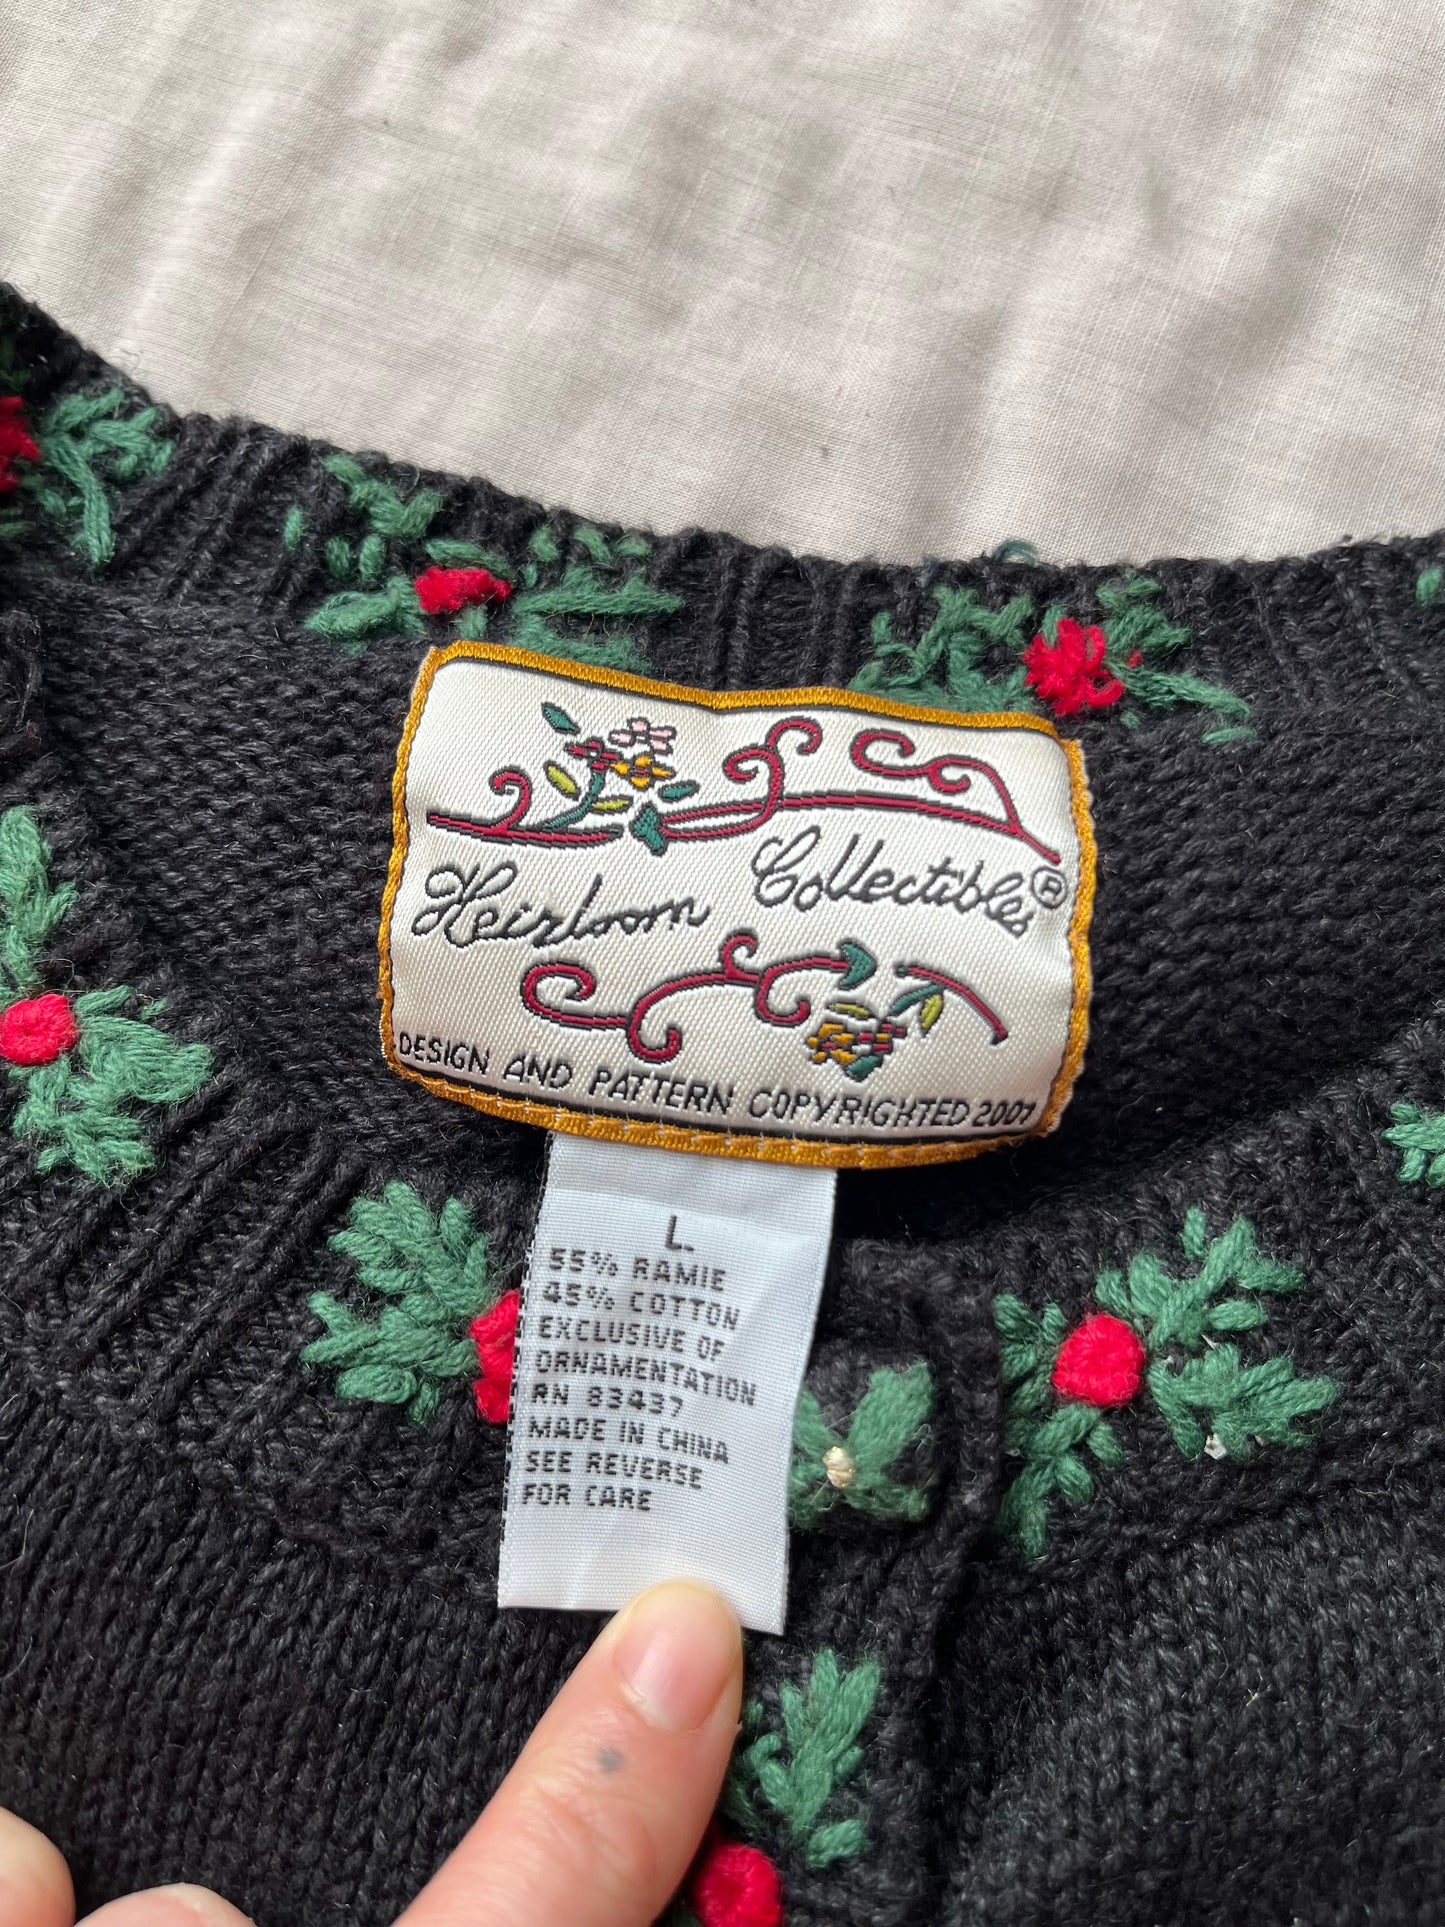 Heirloom Collectibles®
DESIGN AND PATTERN COPYRIGHTED 2001
L.
55% RAMIE
45% COTTON
EXCLUSIVE OF
ORNAMENTATION
RN 83437
MADE IN CHINA
SEE REVERSE
FOR CARE